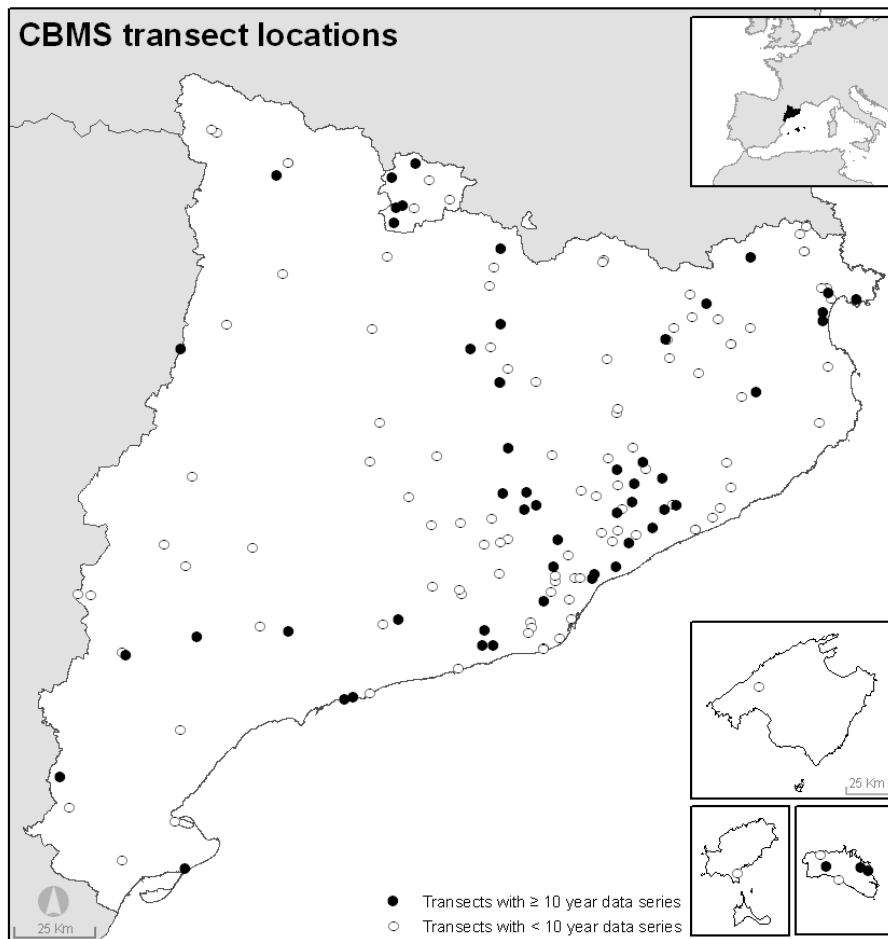 CBMS transect locations
25 Km
Transects with ≥ 10 year data series
Transects with < 10 year data series
25 Km